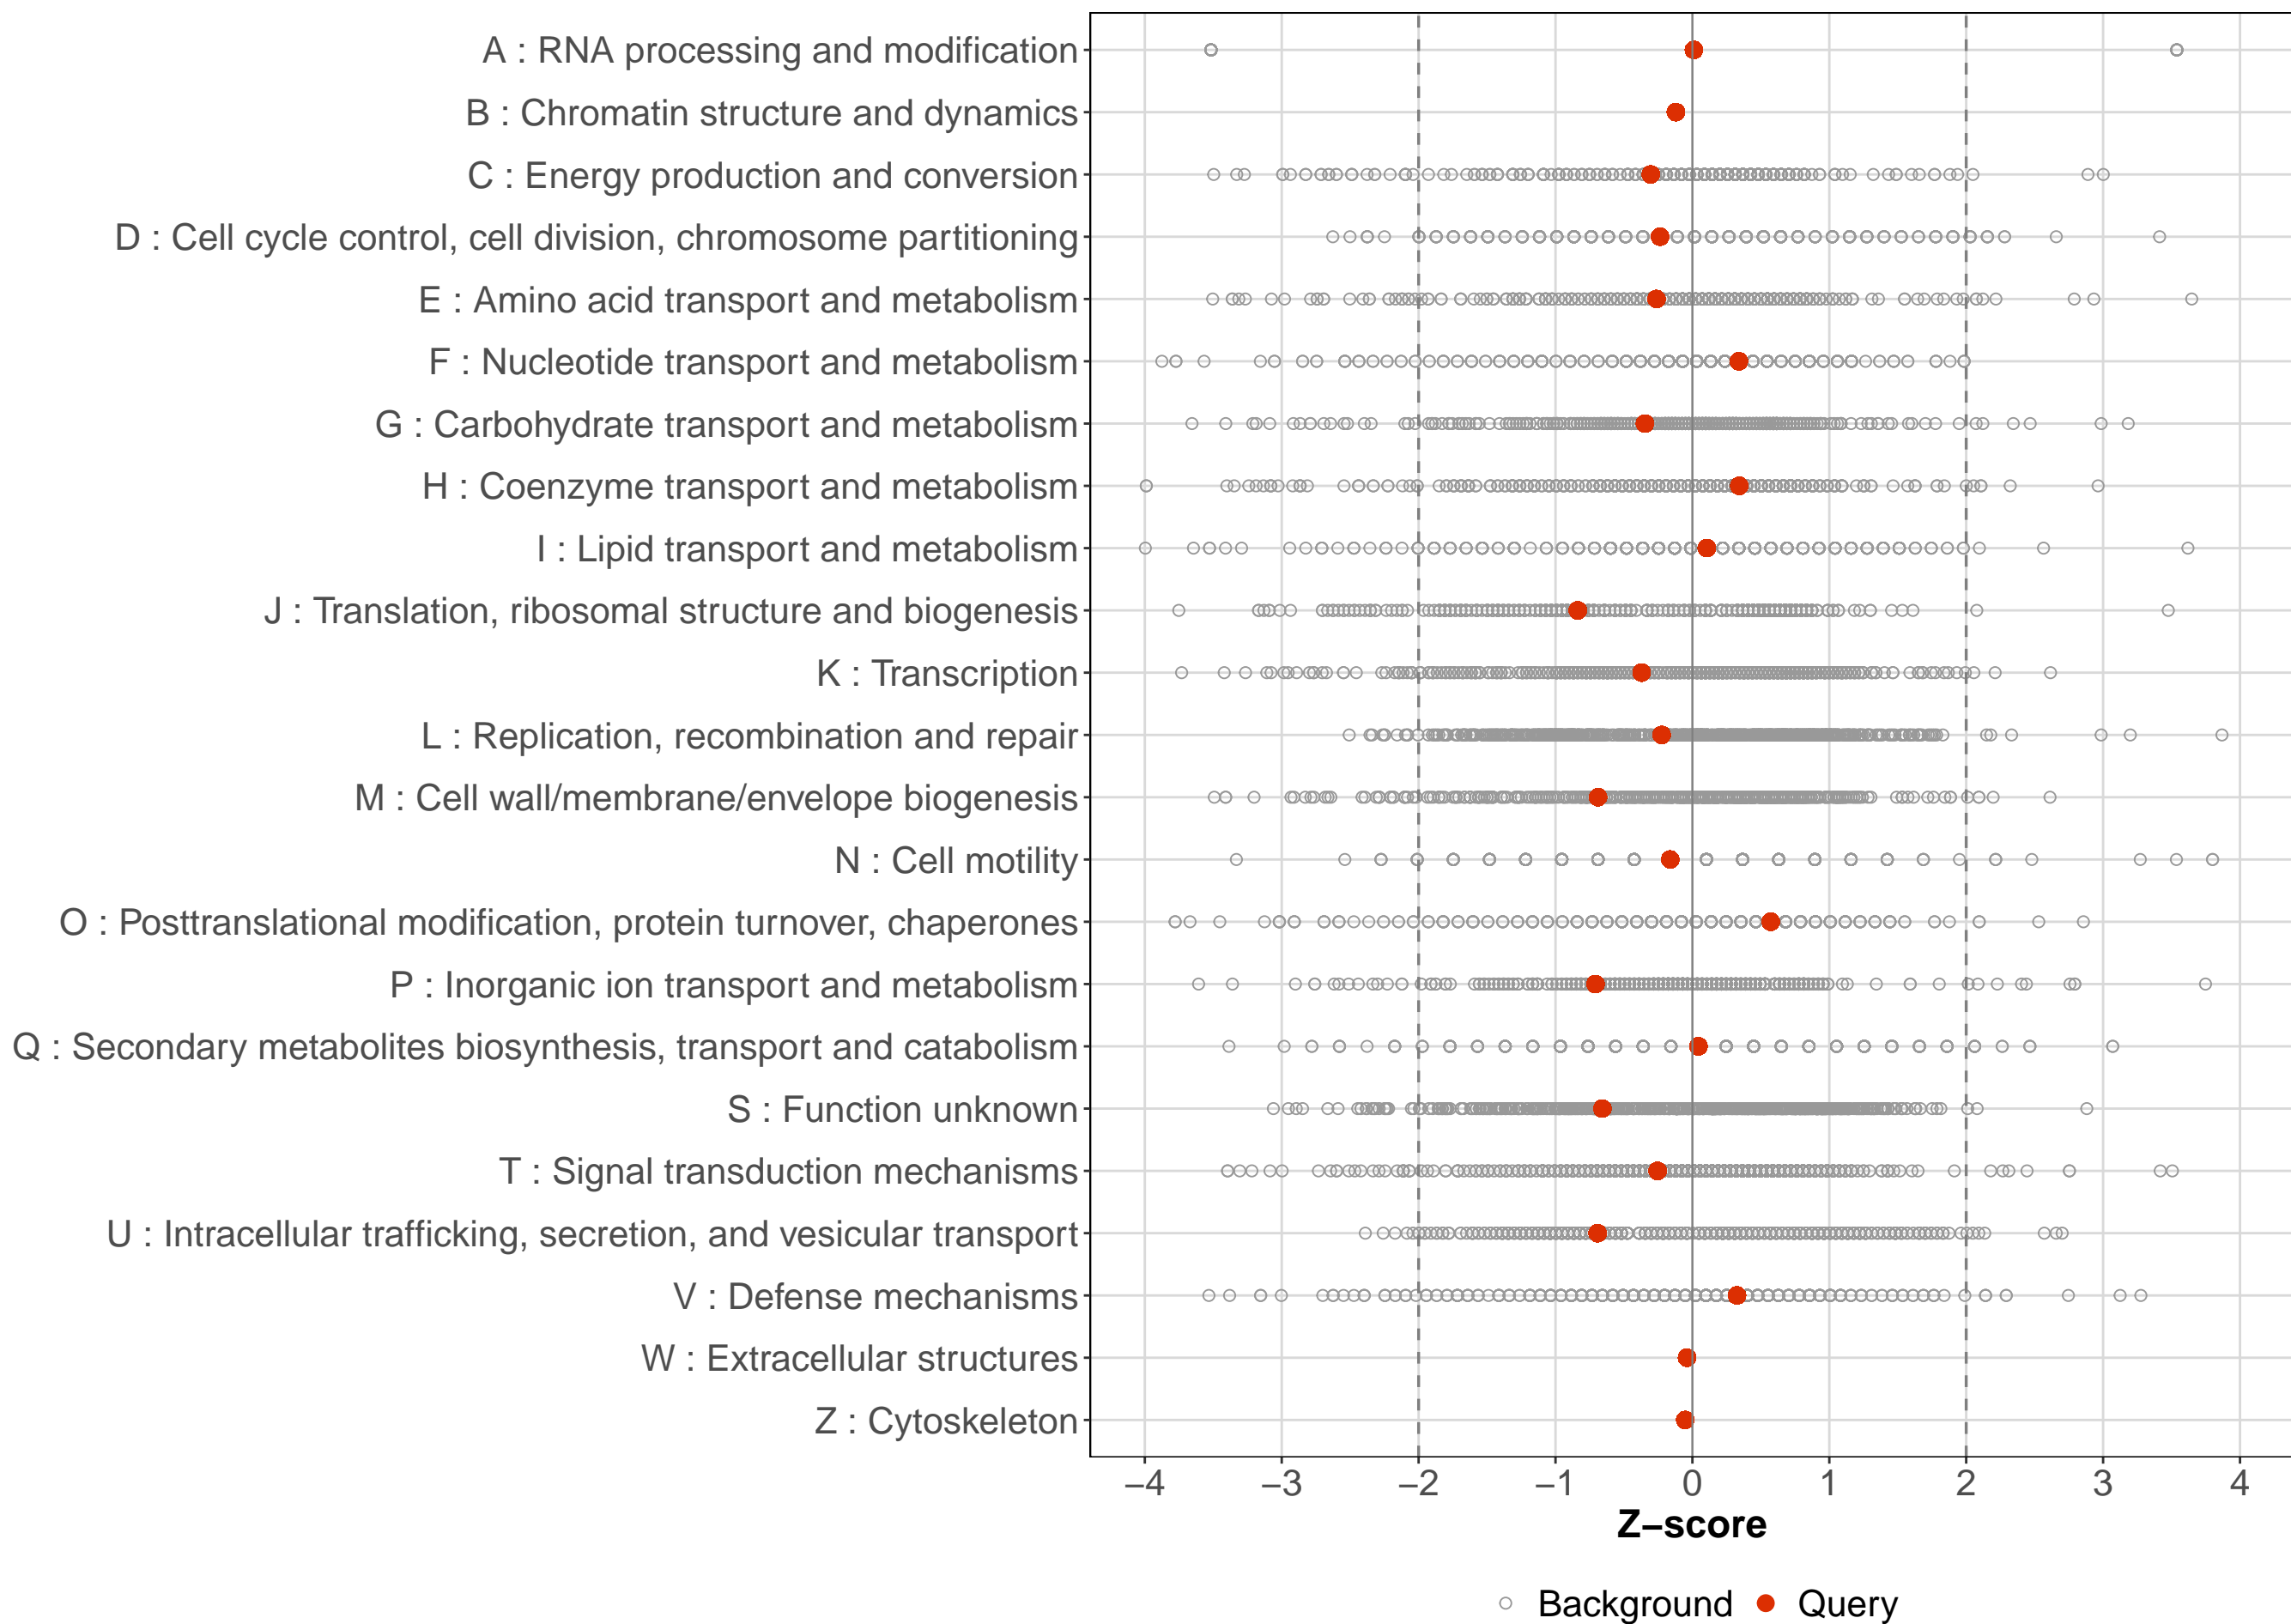 A : RNA processing and modification
B : Chromatin structure and dynamics
C : Energy production and conversion
D : Cell cycle control, cell division, chromosome partitioning
E : Amino acid transport and metabolism
F : Nucleotide transport and metabolism
G : Carbohydrate transport and metabolism
H : Coenzyme transport and metabolism
I : Lipid transport and metabolism
J : Translation, ribosomal structure and biogenesis
K : Transcription
L : Replication, recombination and repair
M : Cell wall/membrane/envelope biogenesis
N : Cell motility
O : Posttranslational modification, protein turnover, chaperones
P : Inorganic ion transport and metabolism
Q : Secondary metabolites biosynthesis, transport and catabolism
S : Function unknown
T : Signal transduction mechanisms
U : Intracellular trafficking, secretion, and vesicular transport
V : Defense mechanisms
W : Extracellular structures
Z : Cytoskeleton
−4 −3 −2 −1 0 1 2 3 4
Z−score
Background Query